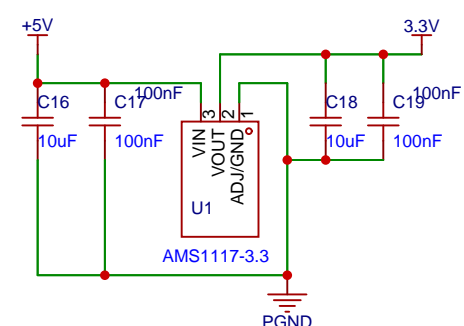 +5V
3.3V
C16
C17
100nF
C18
C19
100nF
10uF
100nF
10uF
100nF
3
2
1
VIN
VOUT
ADJ/GND
U1
AMS1117-3.3
PGND